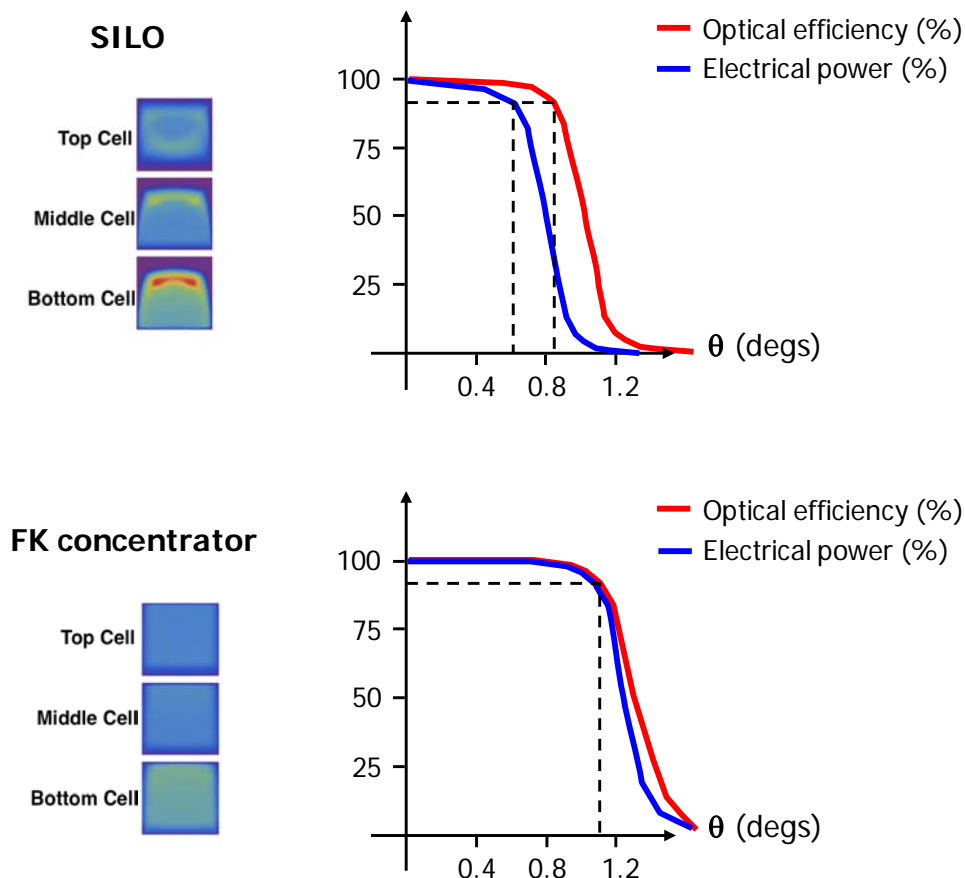 SILO
Top Cell
Middle Cell
Bottom Cell
Optical efficiency (%)
Electrical power (%)
100
75
50
25
θ (degs)
0.4 0.8 1.2
FK concentrator
Top Cell
Middle Cell
Bottom Cell
Optical efficiency (%)
Electrical power (%)
100
75
50
25
θ (degs)
0.4 0.8 1.2